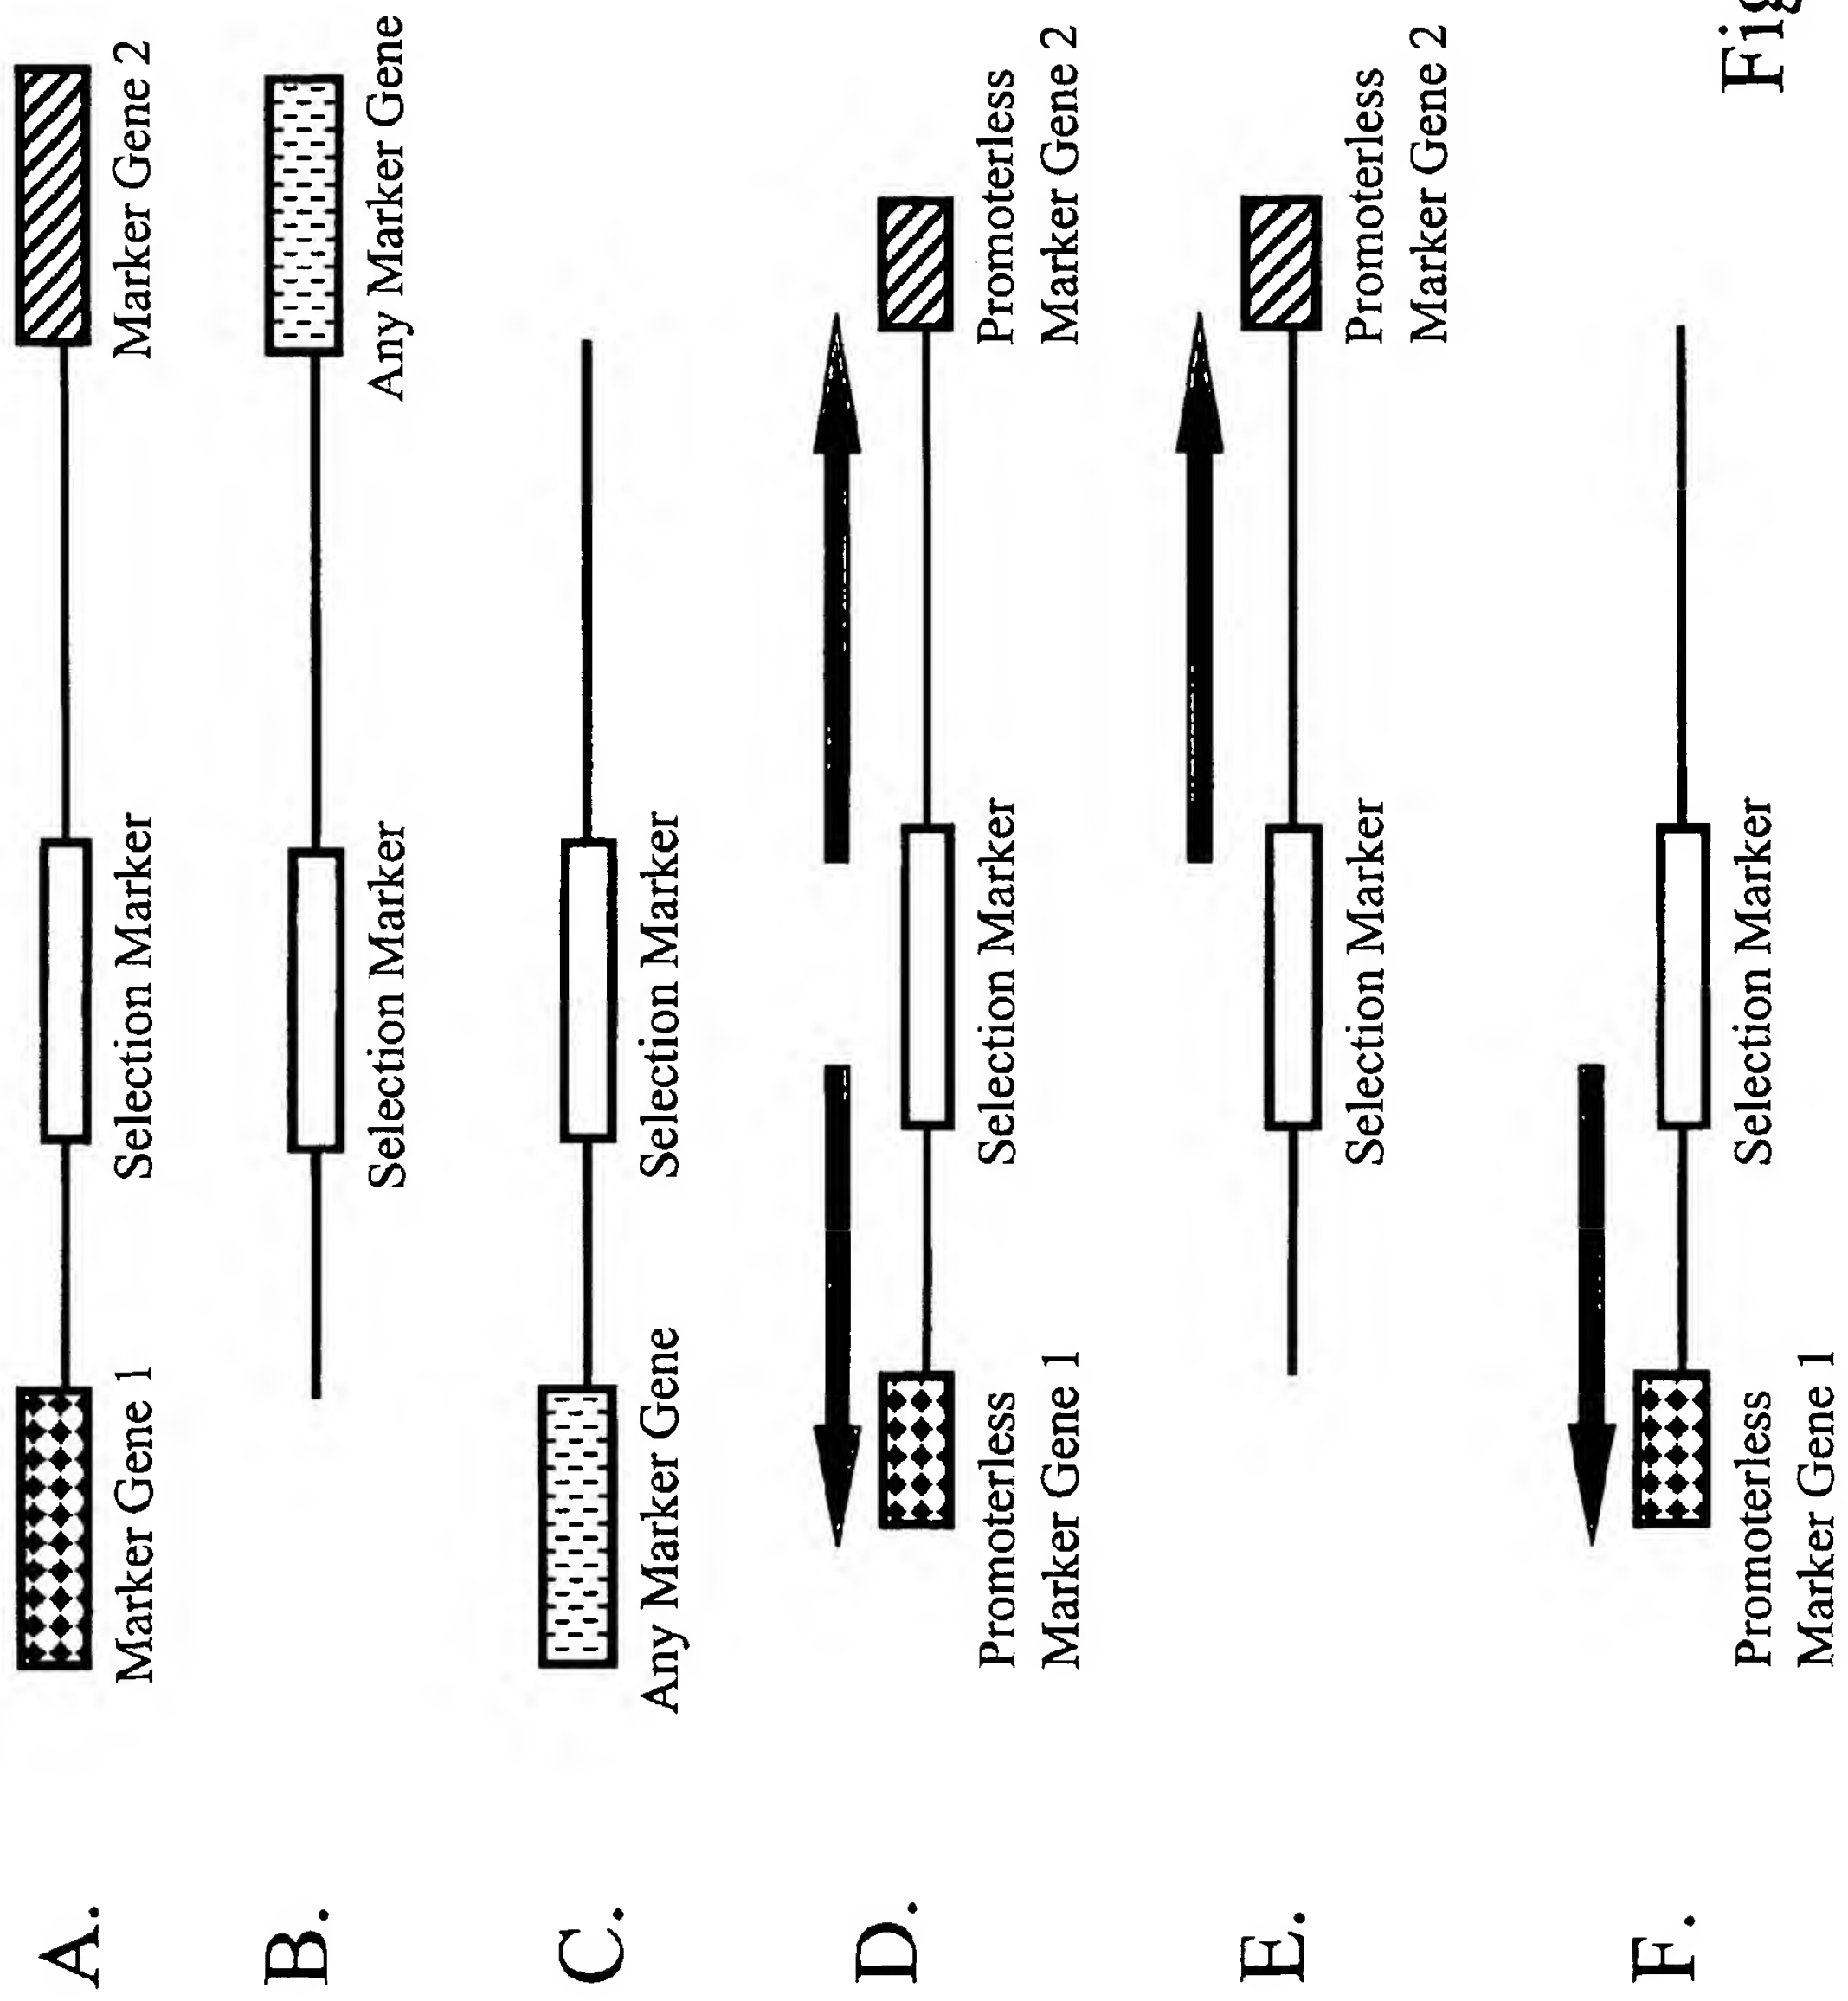 A.
Marker Gene 1
Selection Marker
Marker Gene 2
B.
Selection Marker
Any Marker Gene
C.
Any Marker Gene
Selection Marker
D.
Promoterless
Marker Gene 1
Selection Marker
Promoterless
Marker Gene 2
E.
Selection Marker
Promoterless
Marker Gene 2
F.
Promoterless
Marker Gene 1
Selection Marker